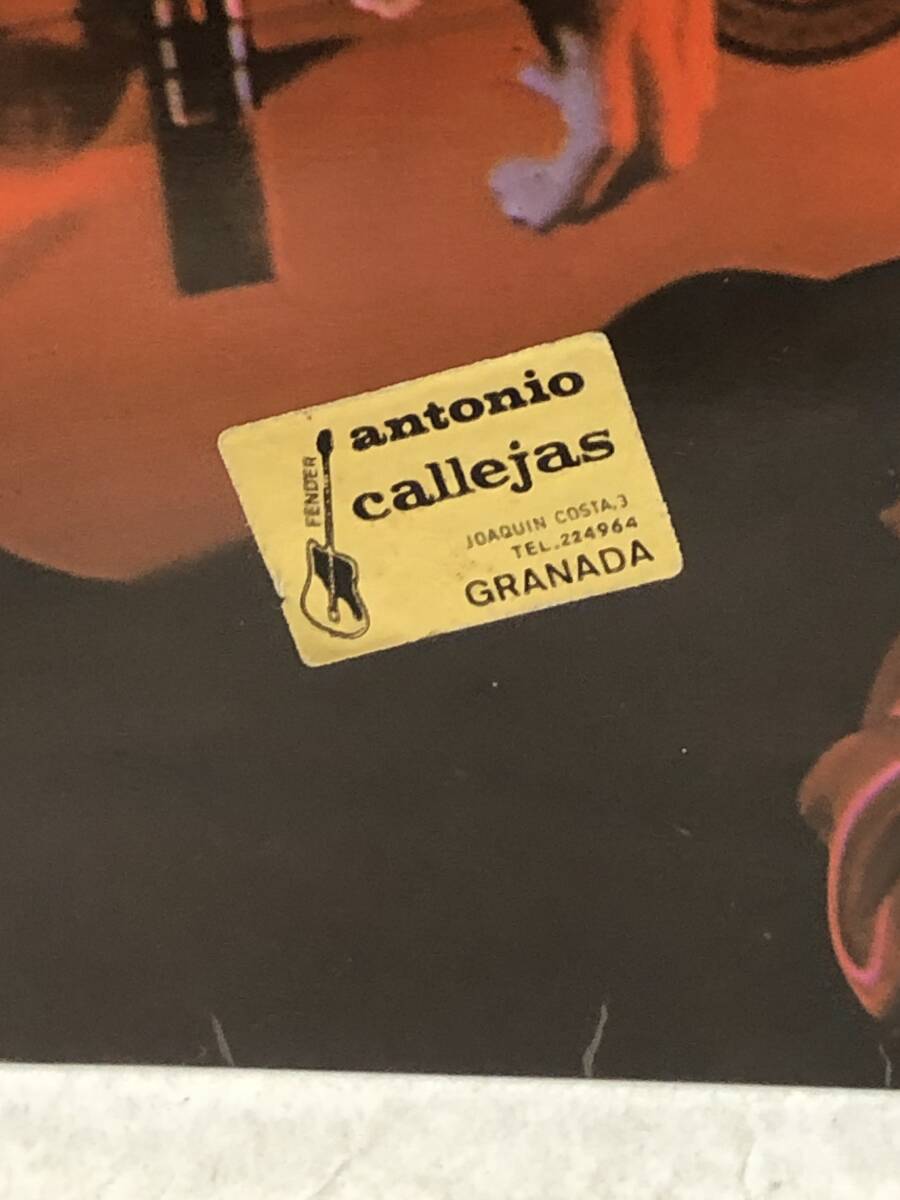 antonio
callejas
FENDER
JOAQUIN COSTA,3
TEL.224964
GRANADA